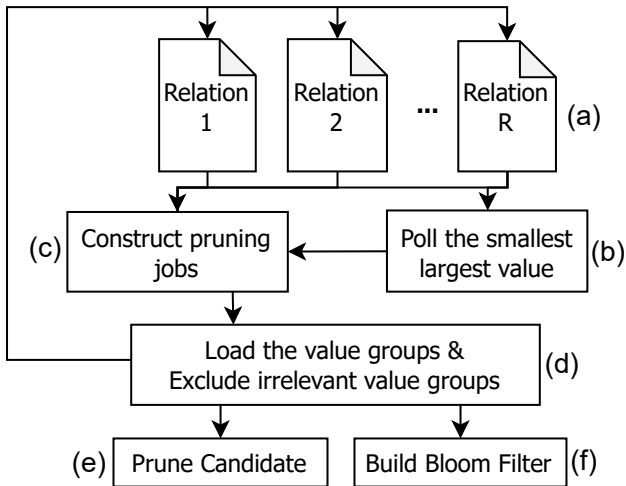 Relation
1
Relation
2
...
Relation
R
(a)
(c)
Construct pruning
jobs
Poll the smallest
largest value
(b)
Load the value groups &
Exclude irrelevant value groups
(d)
(e)
Prune Candidate
Build Bloom Filter
(f)